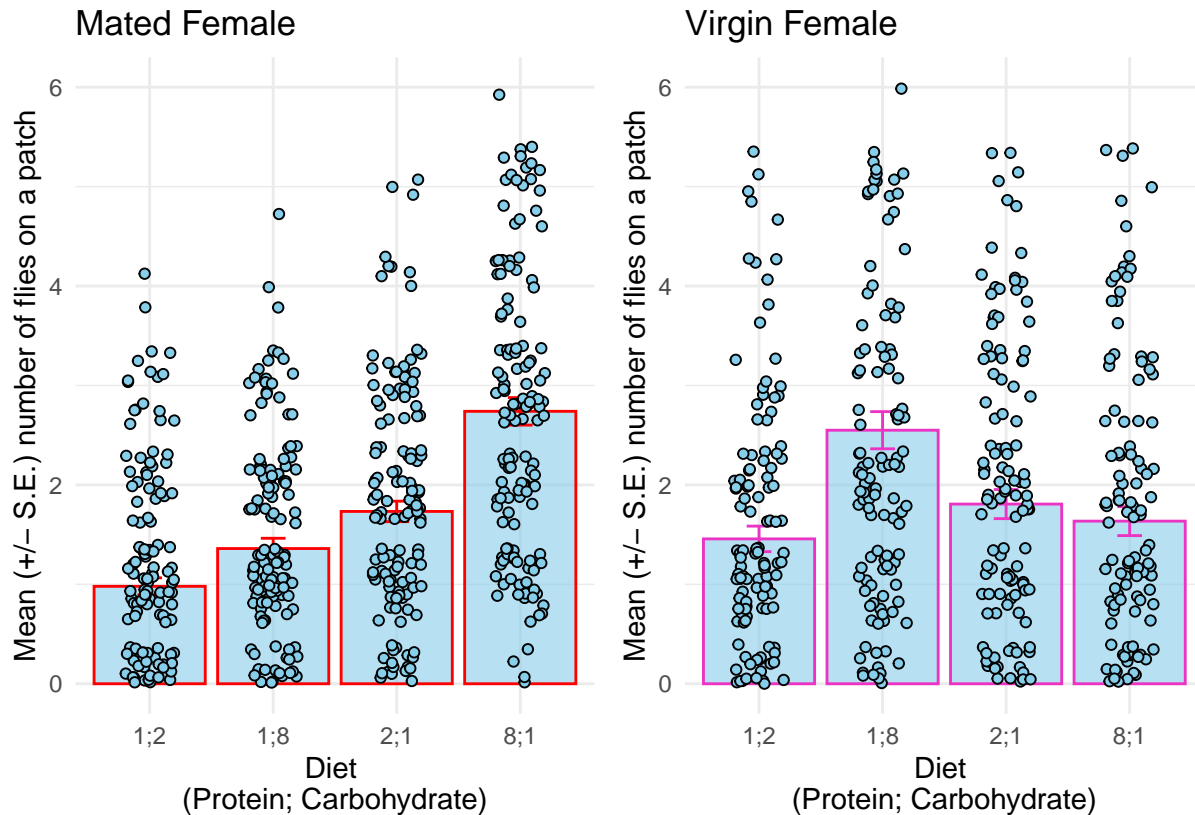 Mated Female
Mean (+/− S.E.) number of flies on a patch
6
4
2
0
1;2
1;8
2;1
8;1
Diet
(Protein; Carbohydrate)
Virgin Female
Mean (+/− S.E.) number of flies on a patch
6
4
2
0
1;2
1;8
2;1
8;1
Diet
(Protein; Carbohydrate)